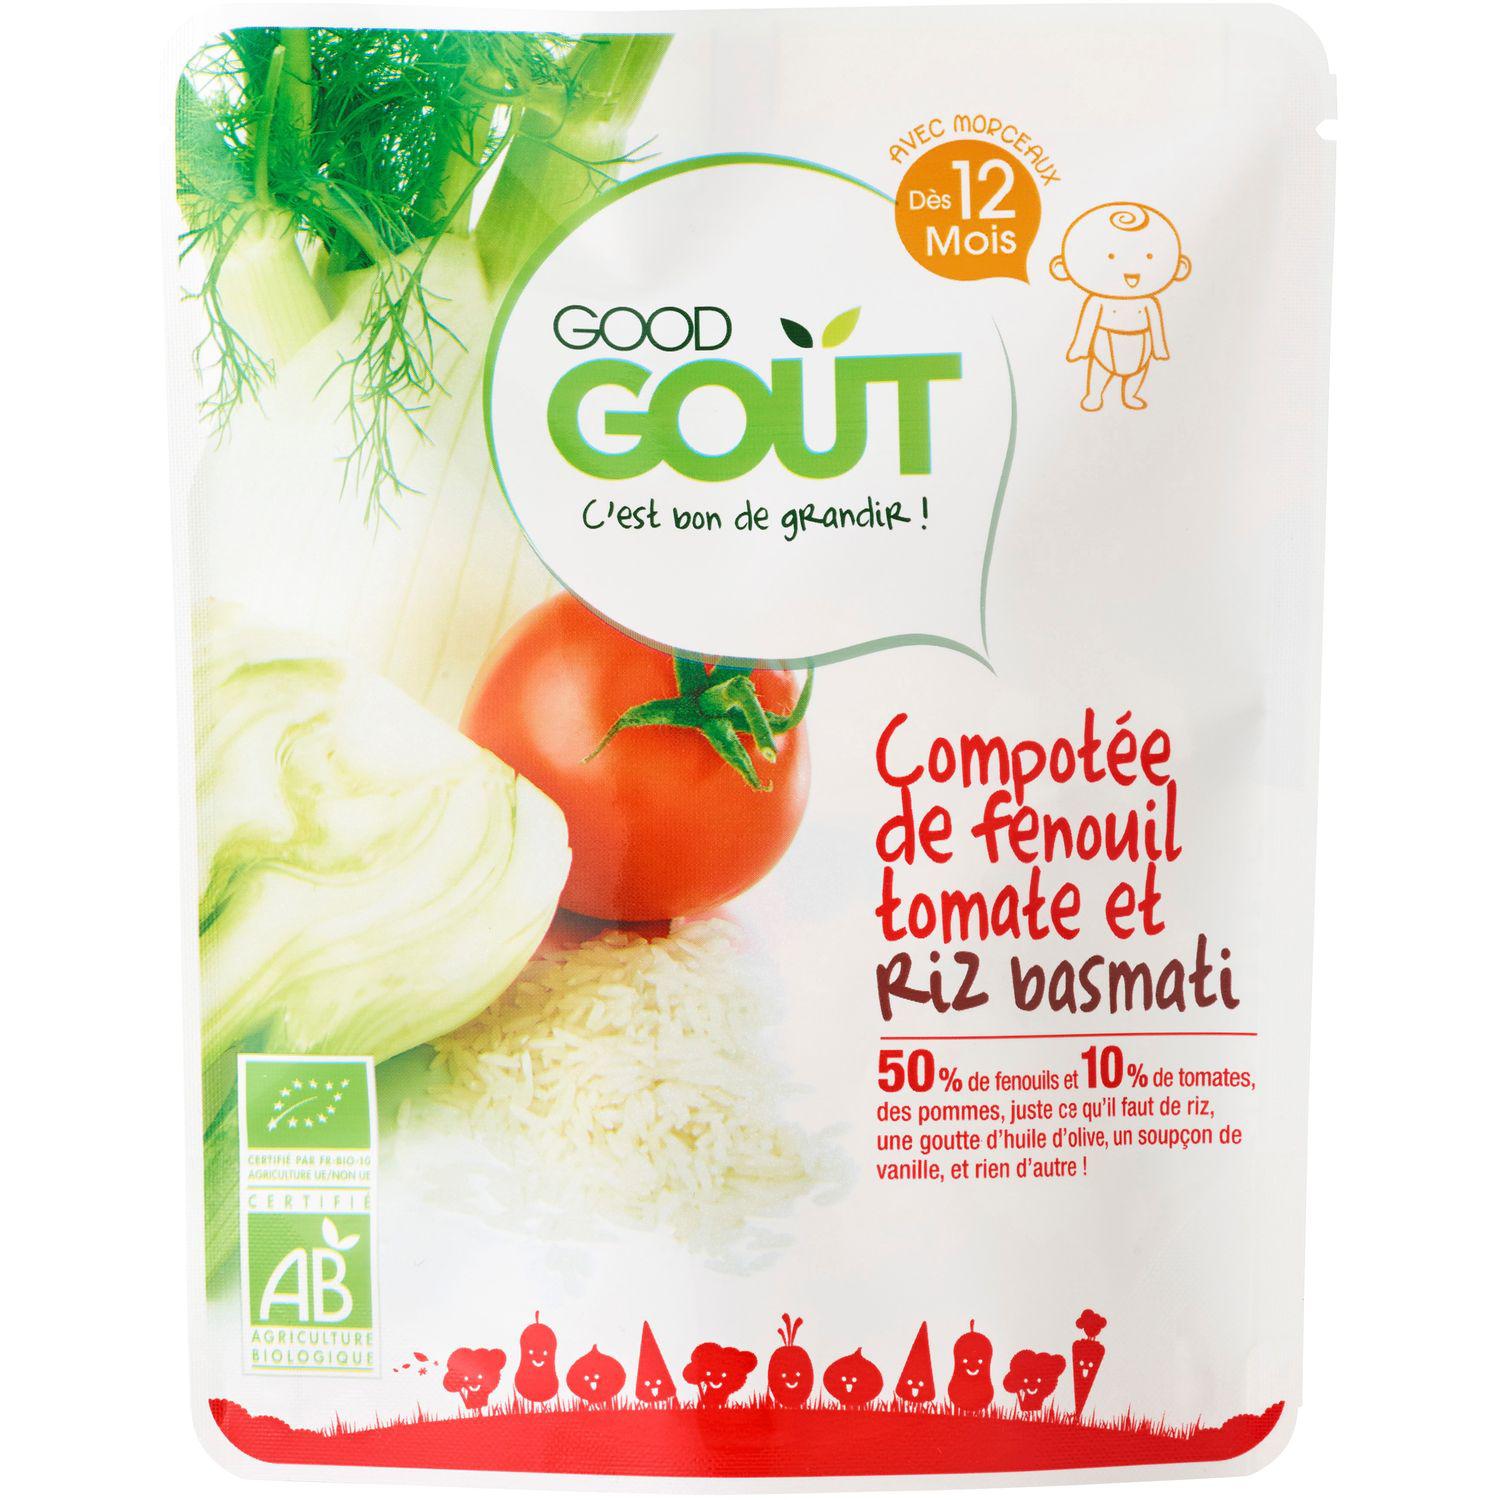 AVEC MORCEAUX
Dès 12
Mois
GOOD
GOÛT
C'est bon de grandir !
Compotée
de fenouil
tomate et
riz basmati
50% de fenouils et 10% de tomates,
des pommes, juste ce qu'il faut de riz,
une goutte d'huile d'olive, un soupçon de
vanille, et rien d'autre !
CERTIFIÉ PAR FR-BIO-10
AGRICULTURE UE/NON UE
CERTIFIÉ
AB
AGRICULTURE
BIOLOGIQUE